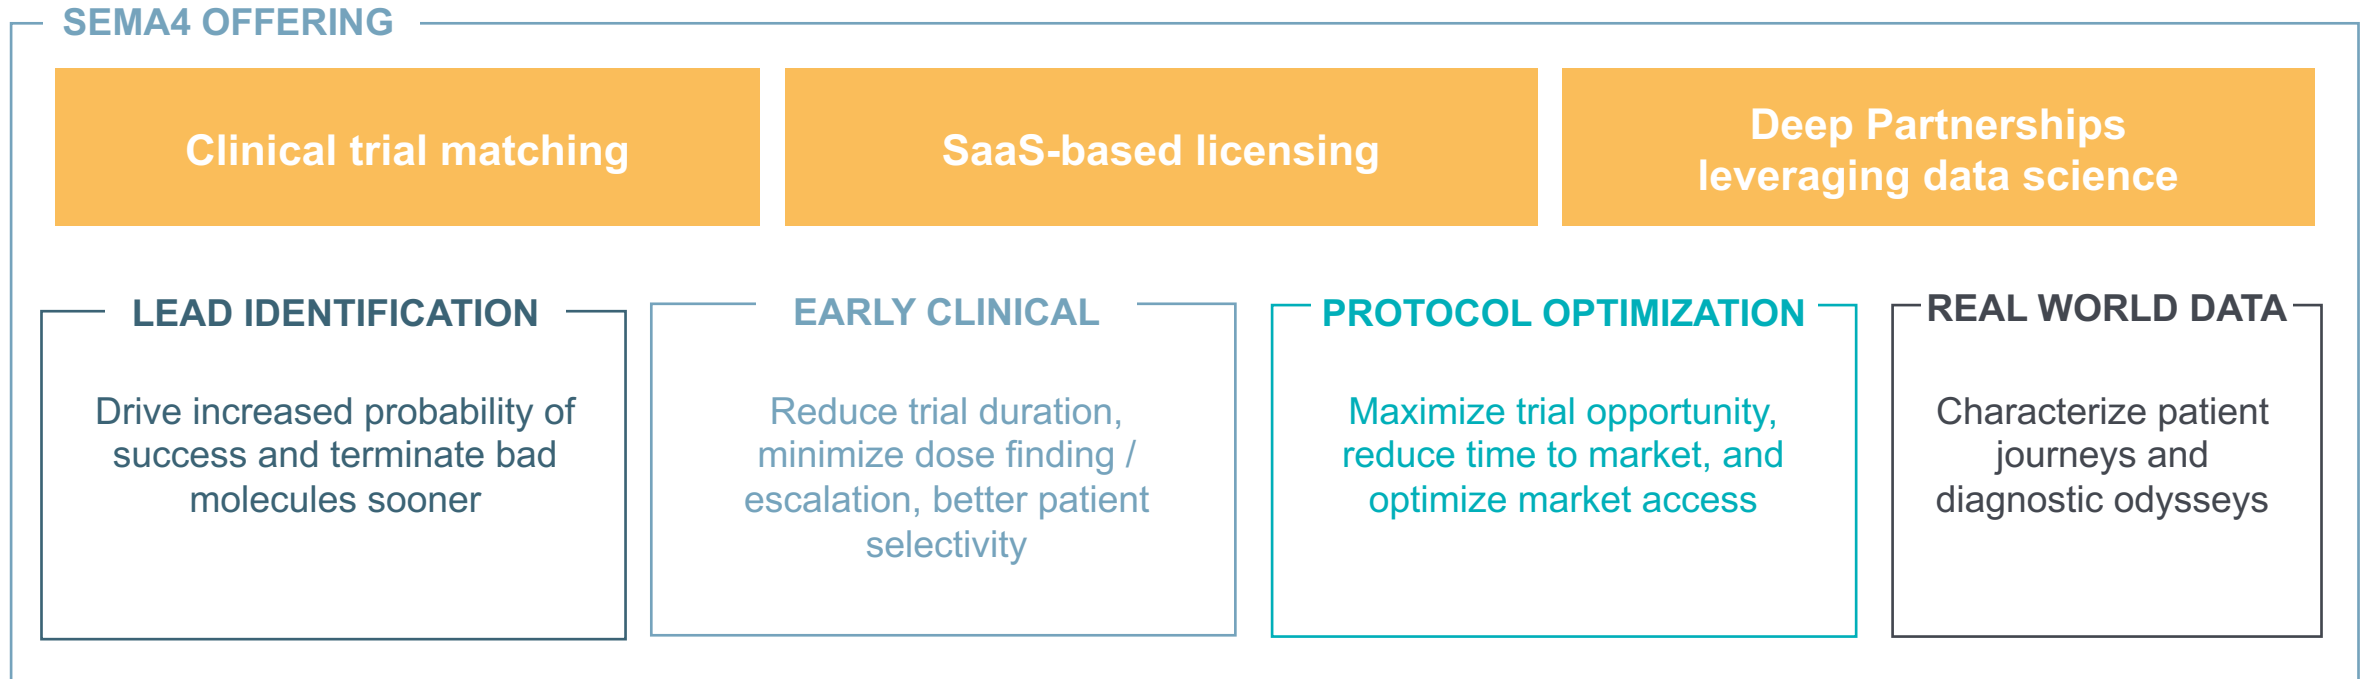 SEMA4 OFFERING
Clinical trial matching
SaaS-based licensing
Deep Partnerships
leveraging data science
LEAD IDENTIFICATION
Drive increased probability of
success and terminate bad
molecules sooner
EARLY CLINICAL
Reduce trial duration,
minimize dose finding /
escalation, better patient
selectivity
PROTOCOL OPTIMIZATION
Maximize trial opportunity,
reduce time to market, and
optimize market access
REAL WORLD DATA
Characterize patient
journeys and
diagnostic odysseys